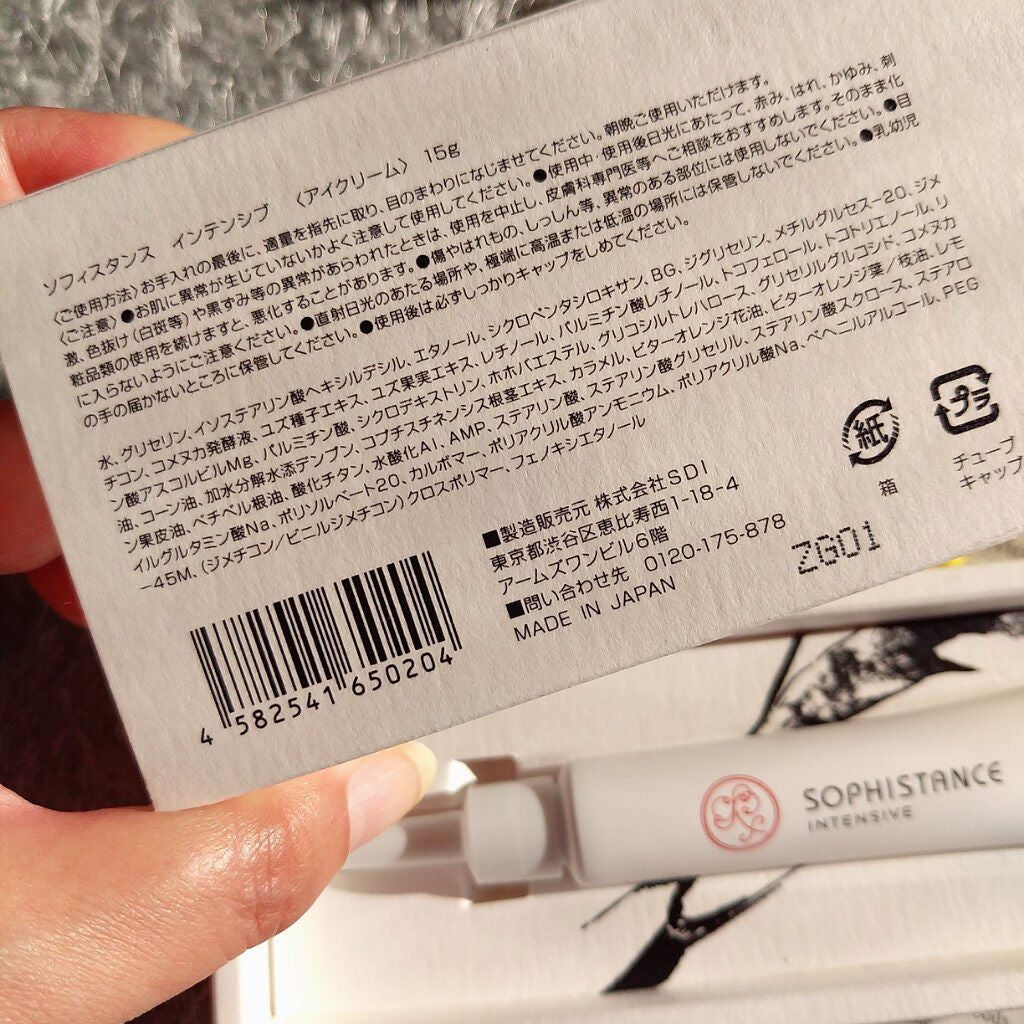 ソフィスタンス インテンシブ 〈アイクリーム〉 15g
〈ご使用方法〉お手入れの最後に、適量を指先に取り、目のまわりになじませてください。朝晩ご使用いただけます。
〈ご注意〉●お肌に異常が生じていないかよく注意して使用してください。●使用中・使用後日光にあたって、赤み、はれ、かゆみ、刺
激、色抜け(白斑等)や黒ずみ等の異常があらわれたときは、使用を中止し、皮膚科専門医等へご相談をおすすめします。そのまま化
粧品類の使用を続けますと、悪化することがあります。●傷やはれもの、しっしん等、異常のある部位には使用しないでください。●目
に入らないようにご注意ください。●直射日光のあたる場所や、極端に高温または低温の場所には保管しないでください。●乳幼児
の手の届かないところに保管してください。●使用後は必ずしっかりキャップをしめてください。
水、グリセリン、イソステアリン酸ヘキシルデシル、エタノール、シクロペンタシロキサン、BG、ジグリセリン、メチルグルセス-20、ジメ
チコン、コメヌカ発酵液、ユズ種子エキス、ユズ果実エキス、レチノール、パルミチン酸レチノール、トコフェロール、トコトリエノール、リ
ン酸アスコルビルMg、パルミチン酸、シクロデキストリン、ホホバエステル、グリコシルトレハロース、グリセリルグルコシド、コメヌカ
油、コーン油、加水分解水添デンプン、コプチスチネンシス根茎エキス、カラメル、ビターオレンジ花油、ビターオレンジ葉/枝油、レモ
ン果皮油、ベチベル根油、酸化チタン、水酸化Al、AMP、ステアリン酸、ステアリン酸グリセリル、ステアリン酸スクロース、ステアロ
イルグルタミン酸Na、ポリソルベート20、カルボマー、ポリアクリル酸アンモニウム、ポリアクリル酸Na、ベヘニルアルコール、PEG
-45M、(ジメチコン/ビニルジメチコン)クロスポリマー、フェノキシエタノール
■製造販売元 株式会社SDI
東京都渋谷区恵比寿西1-18-4
アームズワンビル6階
■問い合わせ先 0120-175-878
MADE IN JAPAN
ZG01
紙
箱
プラ
チューブ
キャップ
4 582541 650204
SOPHISTANCE
INTENSIVE